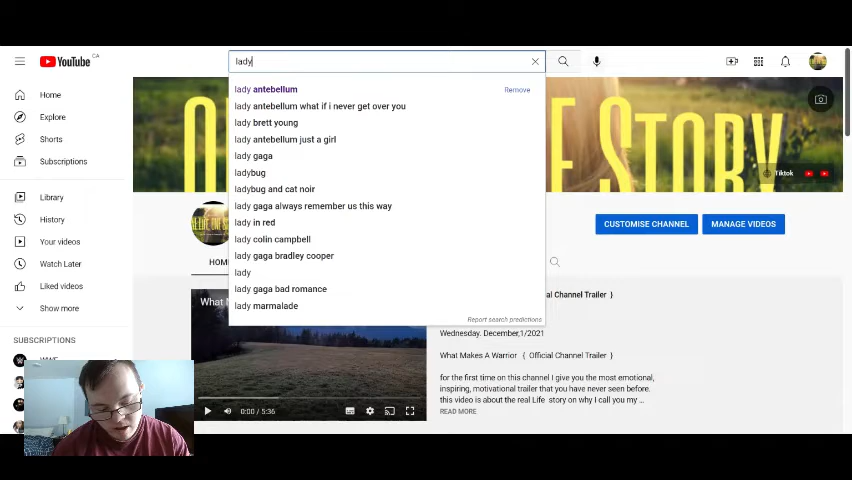 YouTube CA
lady
lady antebellum
Remove
lady antebellum what if i never get over you
lady brett young
lady antebellum just a girl
lady gaga
ladybug
ladybug and cat noir
lady gaga always remember us this way
lady in red
lady colin campbell
lady gaga bradley cooper
lady
lady gaga bad romance
lady marmalade
Report search predictions
Home
Explore
Shorts
Subscriptions
Library
History
Your videos
Watch Later
Liked videos
Show more
SUBSCRIPTIONS
WWE
STORY
Tiktok
CUSTOMISE CHANNEL
MANAGE VIDEOS
What
0:00 / 5:36
al Channel Trailer }
Wednesday. December,1/2021
What Makes A Warrior { Official Channel Trailer }
for the first time on this channel I give you the most emotional,
inspiring, motivational trailer that you have never seen before.
this video is about the real Life story on why I call you my ...
READ MORE